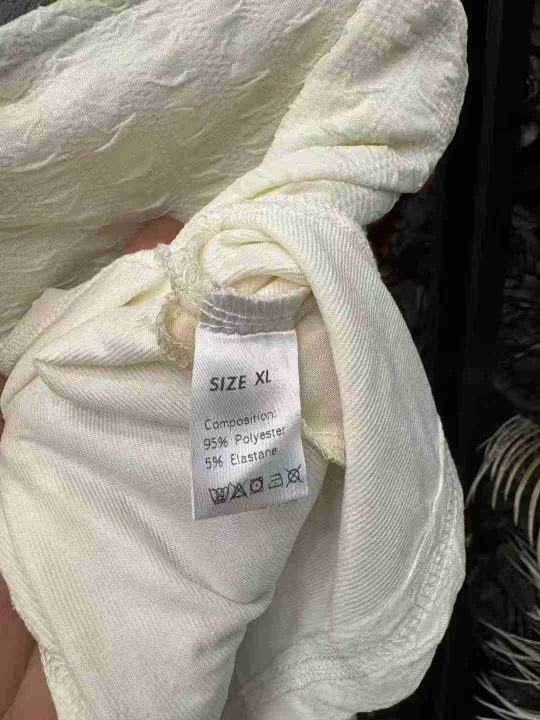 SIZE XL
Composition:
95% Polyester
5% Elastane